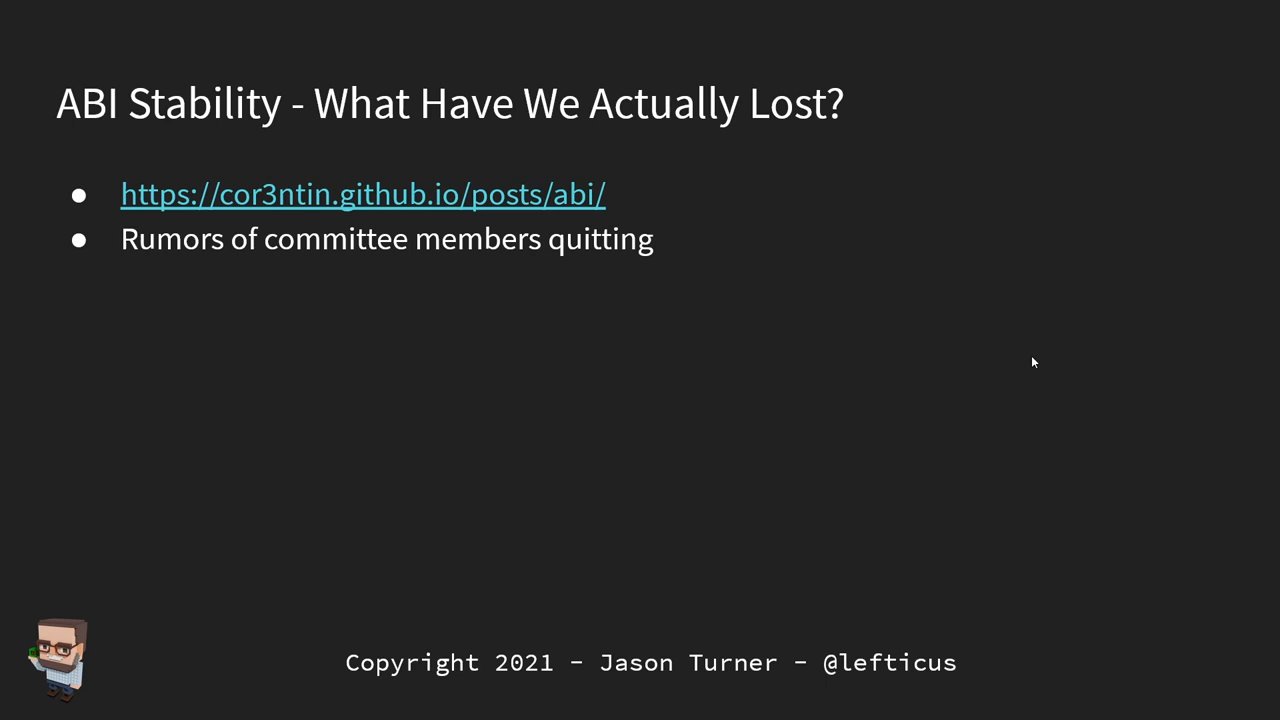 ABI Stability - What Have We Actually Lost?
● https://cor3ntin.github.io/posts/abi/
● Rumors of committee members quitting
Copyright 2021 - Jason Turner - @lefticus